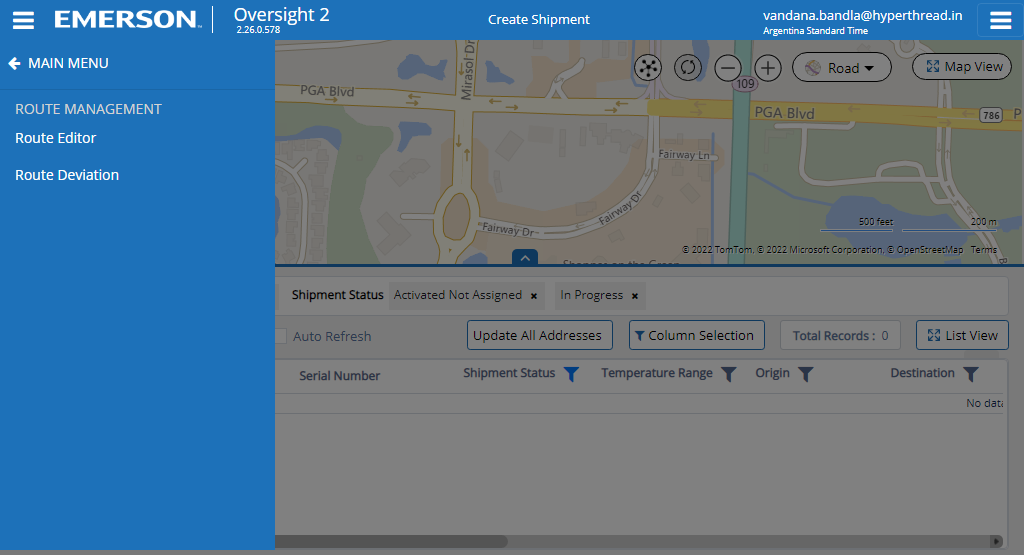 EMERSON
Oversight 2
2.26.0.578
Create Shipment
vandana.bandla@hyperthread.in
Argentina Standard Time
MAIN MENU
ROUTE MANAGEMENT
Route Editor
Route Deviation
Mirasol Dr
PGA Blvd
109
PGA Blvd
786
P
Road
Map View
Fairway Ln
Fairway Dr
Fairway Dr
500 feet
200 m
© 2022 TomTom, © 2022 Microsoft Corporation, © OpenStreetMap Terms
Shipment Status Activated Not Assigned × In Progress ×
Auto Refresh
Update All Addresses
Column Selection
Total Records : 0
List View
Serial Number
Shipment Status
Temperature Range
Origin
Destination
No data